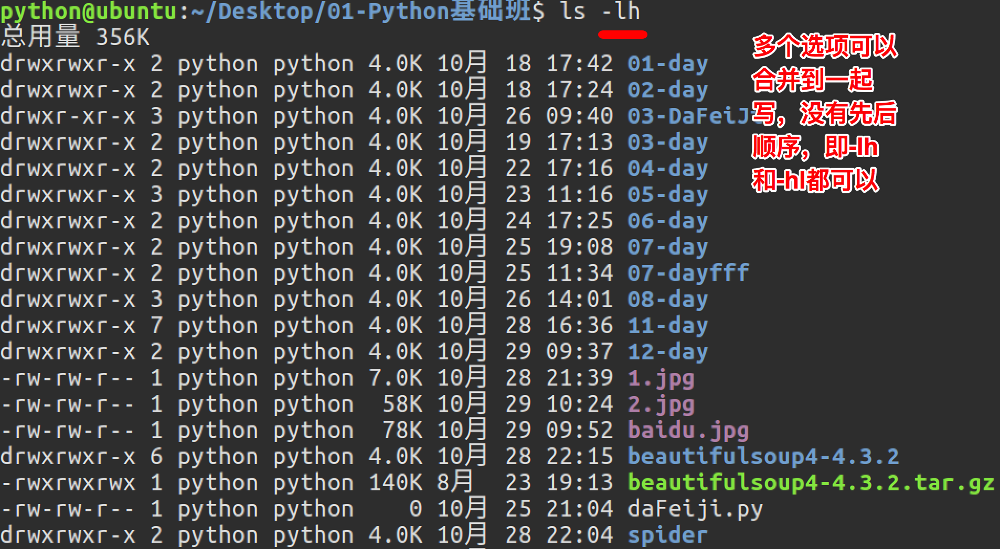 python@ubuntu:~/Desktop/01-Python基础班$ ls -lh
总用量 356K
drwxrwxr-x 2 python python 4.0K 10月 18 17:42 01-day
drwxrwxr-x 2 python python 4.0K 10月 18 17:24 02-day
drwxr-xr-x 3 python python 4.0K 10月 26 09:40 03-DaFeiJ
drwxrwxr-x 2 python python 4.0K 10月 19 17:13 03-day
drwxrwxr-x 2 python python 4.0K 10月 22 17:16 04-day
drwxrwxr-x 3 python python 4.0K 10月 23 11:16 05-day
drwxrwxr-x 2 python python 4.0K 10月 24 17:25 06-day
drwxrwxr-x 2 python python 4.0K 10月 25 19:08 07-day
drwxrwxr-x 2 python python 4.0K 10月 25 11:34 07-dayfff
drwxrwxr-x 3 python python 4.0K 10月 26 14:01 08-day
drwxrwxr-x 7 python python 4.0K 10月 28 16:36 11-day
drwxrwxr-x 2 python python 4.0K 10月 29 09:37 12-day
-rw-rw-r-- 1 python python 7.0K 10月 28 21:39 1.jpg
-rw-rw-r-- 1 python python 58K 10月 29 10:24 2.jpg
-rw-rw-r-- 1 python python 78K 10月 29 09:52 baidu.jpg
drwxrwxr-x 6 python python 4.0K 10月 28 22:15 beautifulsoup4-4.3.2
-rwxrwxrwx 1 python python 140K 8月 23 19:13 beautifulsoup4-4.3.2.tar.gz
-rw-rw-r-- 1 python python 0 10月 25 21:04 daFeiji.py
drwxrwxr-x 2 python python 4.0K 10月 28 22:04 spider
多个选项可以
合并到一起
写，没有先后
顺序，即-lh
和-hl都可以